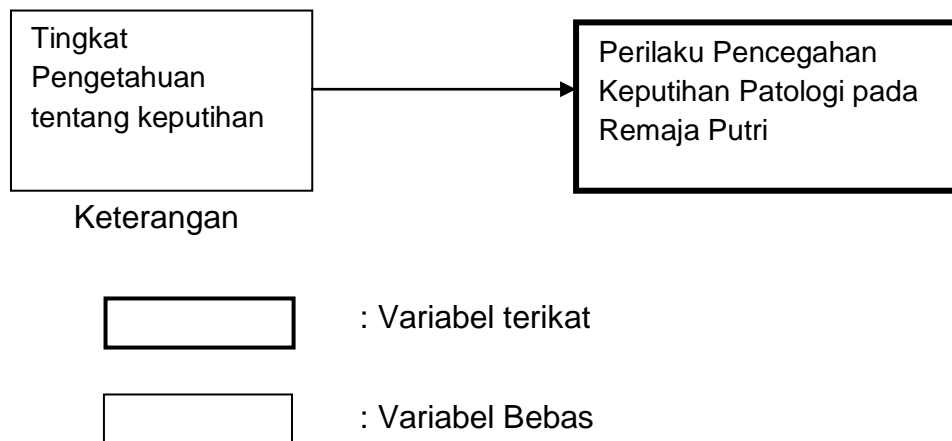 Tingkat
Pengetahuan
tentang keputihan
Perilaku Pencegahan
Keputihan Patologi pada
Remaja Putri
Keterangan
: Variabel terikat
: Variabel Bebas